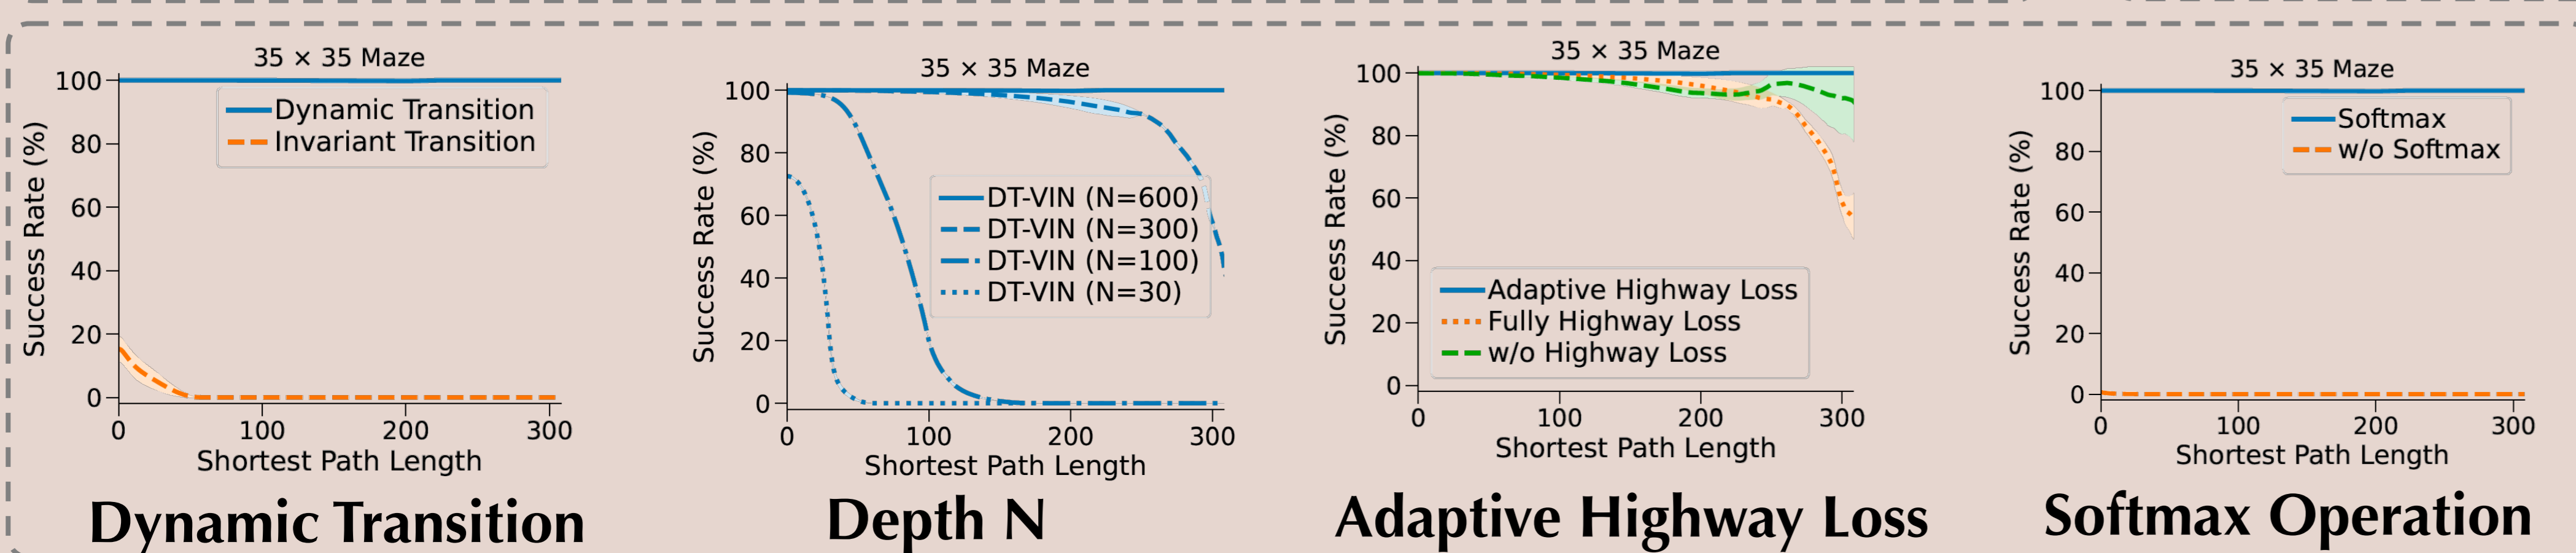 35 × 35 Maze
100
80
60
40
20
0
Success Rate (%)
Dynamic Transition
Invariant Transition
0 100 200 300
Shortest Path Length
Dynamic Transition
35 × 35 Maze
100
80
60
40
20
0
Success Rate (%)
DT-VIN (N=600)
DT-VIN (N=300)
DT-VIN (N=100)
DT-VIN (N=30)
0 100 200 300
Shortest Path Length
Depth N
35 × 35 Maze
100
80
60
40
20
0
Success Rate (%)
Adaptive Highway Loss
Fully Highway Loss
w/o Highway Loss
0 100 200 300
Shortest Path Length
Adaptive Highway Loss
35 × 35 Maze
100
80
60
40
20
0
Success Rate (%)
Softmax
w/o Softmax
0 100 200 300
Shortest Path Length
Softmax Operation